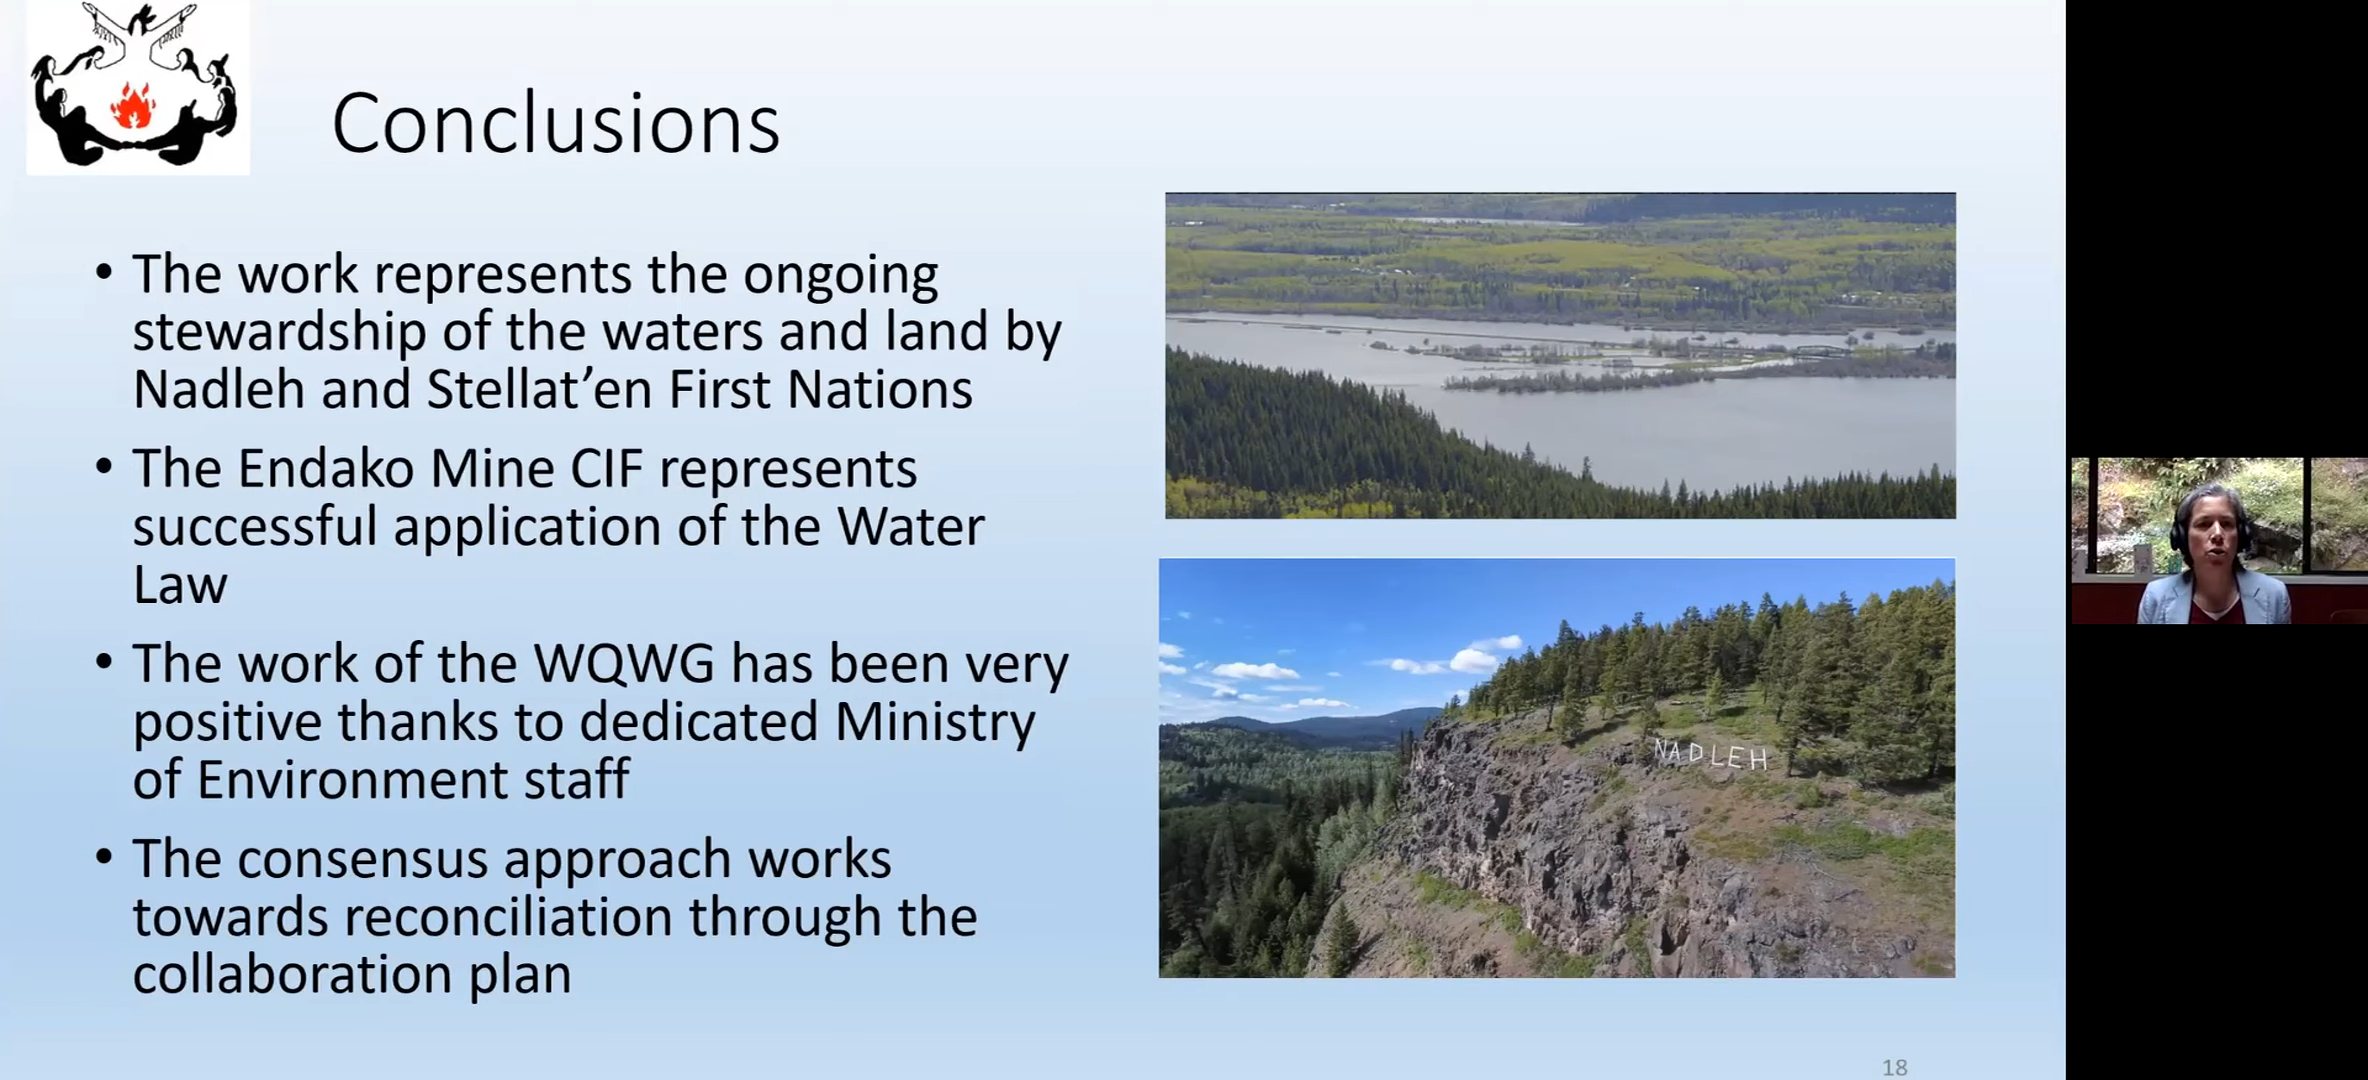 Conclusions
• The work represents the ongoing
stewardship of the waters and land by
Nadleh and Stellat’en First Nations
• The Endako Mine CIF represents
successful application of the Water
Law
• The work of the WQWG has been very
positive thanks to dedicated Ministry
of Environment staff
• The consensus approach works
towards reconciliation through the
collaboration plan
NADLEH
18